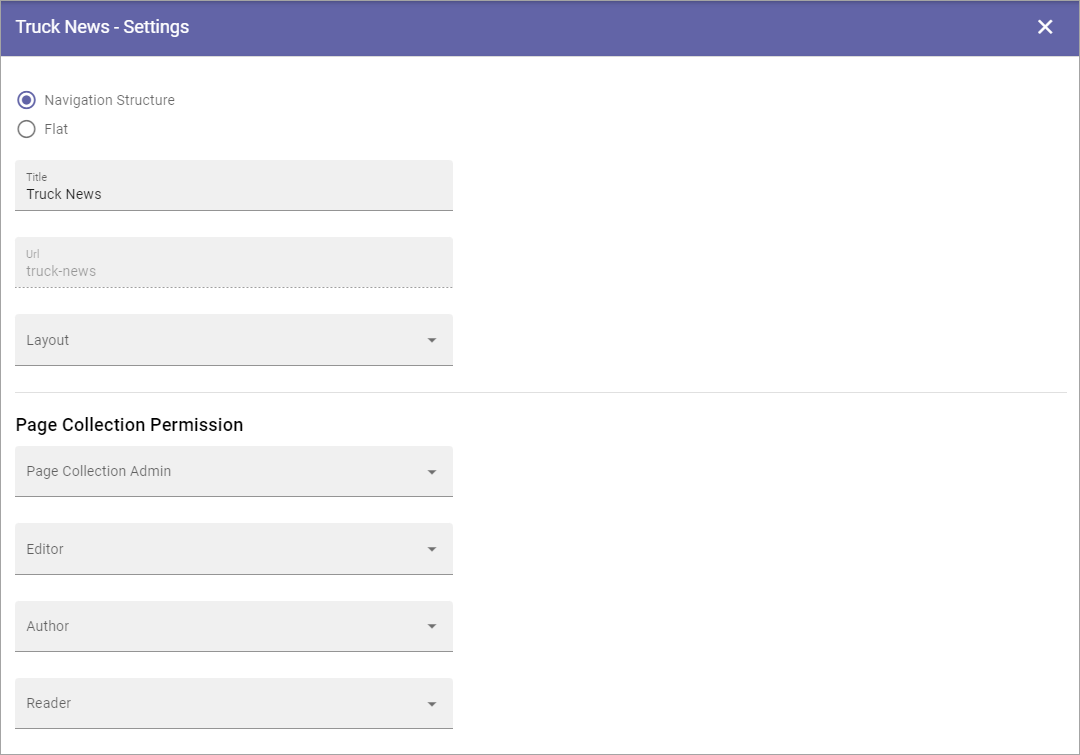 Truck News - Settings
Navigation Structure
Flat
Title
Truck News
Url
truck-news
Layout
Page Collection Permission
Page Collection Admin
Editor
Author
Reader